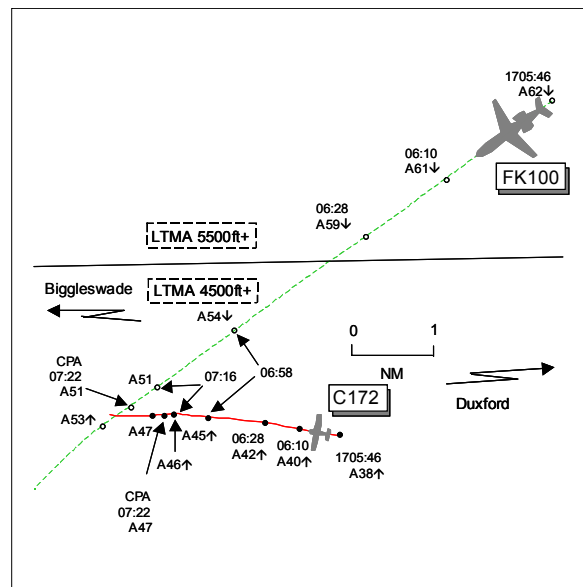 1705:46
A62↓
06:10
A61↓
FK100
06:28
A59↓
LTMA 5500ft+
Biggleswade
LTMA 4500ft+
A54↓
0
1
NM
CPA
07:22
A51
A51
07:16
06:58
C172
Duxford
A53↑
A47
A45↑
A46↑
06:28
A42↑
06:10
A40↑
1705:46
A38↑
CPA
07:22
A47